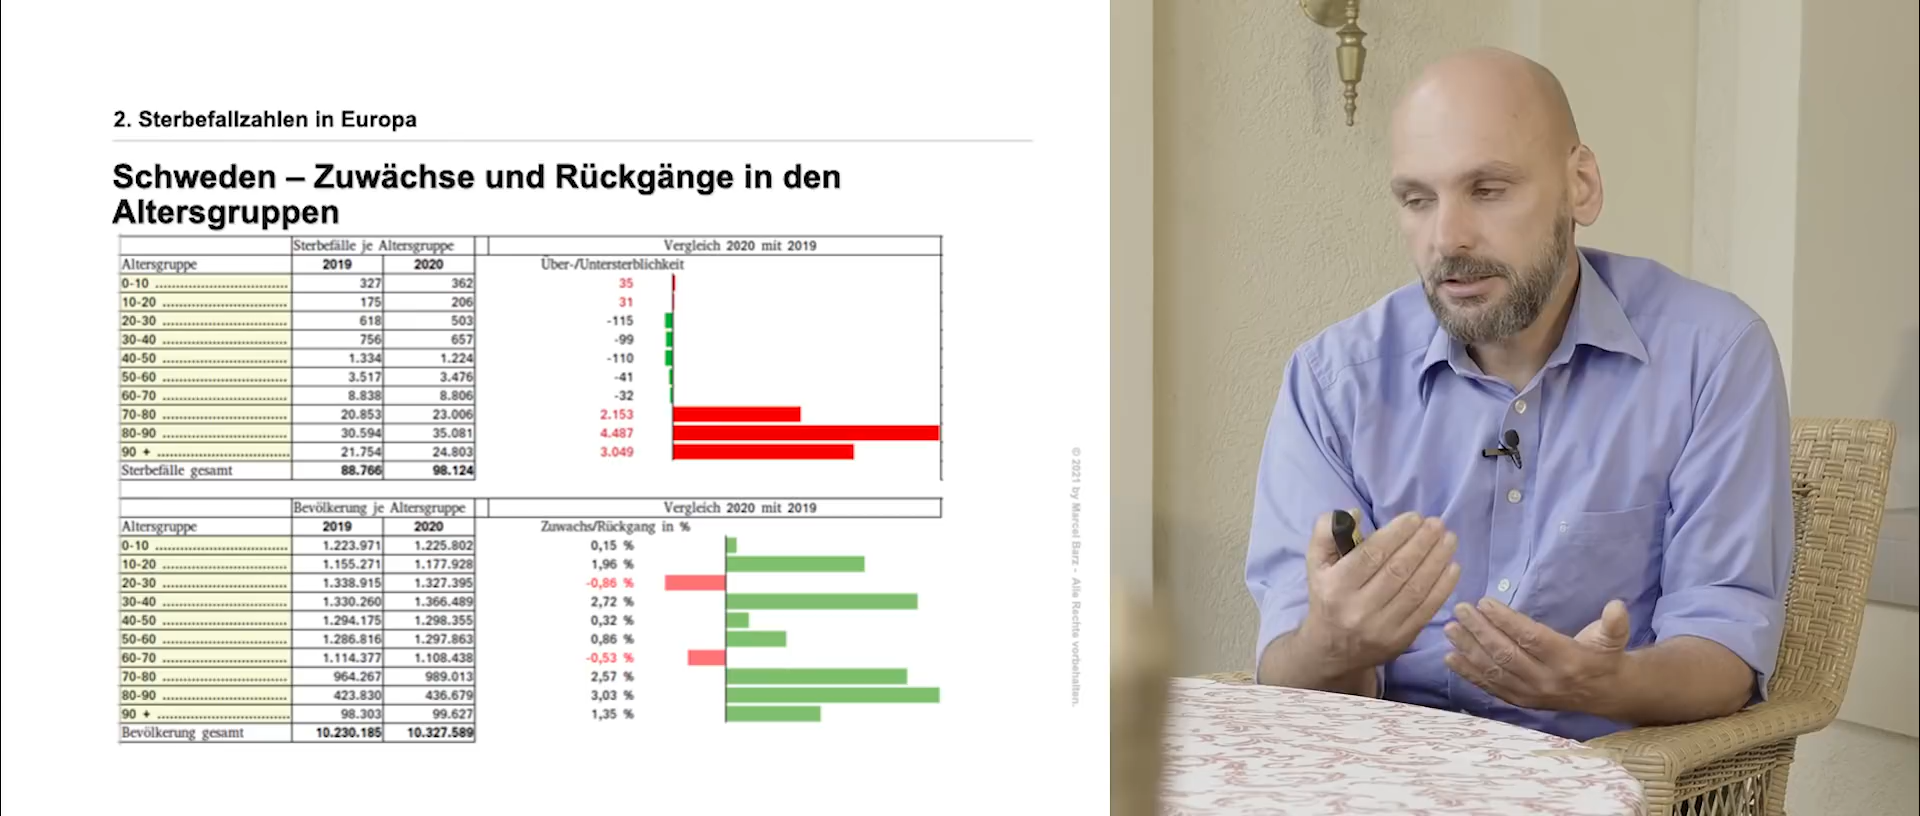 2. Sterbefallzahlen in Europa
Schweden – Zuwächse und Rückgänge in den
Altersgruppen
Sterbefälle je Altersgruppe Vergleich 2020 mit 2019
Altersgruppe 2019 2020 Über-/Untersterblichkeit
0-10 327 362 35
10-20 175 206 31
20-30 618 503 -115
30-40 756 657 -99
40-50 1.334 1.224 -110
50-60 3.517 3.476 -41
60-70 8.838 8.806 -32
70-80 20.853 23.006 2.153
80-90 30.594 35.081 4.487
90 + 21.754 24.803 3.049
Sterbefälle gesamt 88.766 98.124
Bevölkerung je Altersgruppe Vergleich 2020 mit 2019
Altersgruppe 2019 2020 Zuwachs/Rückgang in %
0-10 1.223.971 1.225.802 0,15 %
10-20 1.155.271 1.177.928 1,96 %
20-30 1.338.915 1.327.395 -0,86 %
30-40 1.330.260 1.366.489 2,72 %
40-50 1.294.175 1.298.355 0,32 %
50-60 1.286.816 1.297.863 0,86 %
60-70 1.114.377 1.108.438 -0,53 %
70-80 964.267 989.013 2,57 %
80-90 423.830 436.679 3,03 %
90 + 98.303 99.627 1,35 %
Bevölkerung gesamt 10.230.185 10.327.589
© 2021 by Marcel Barz - Alle Rechte vorbehalten.